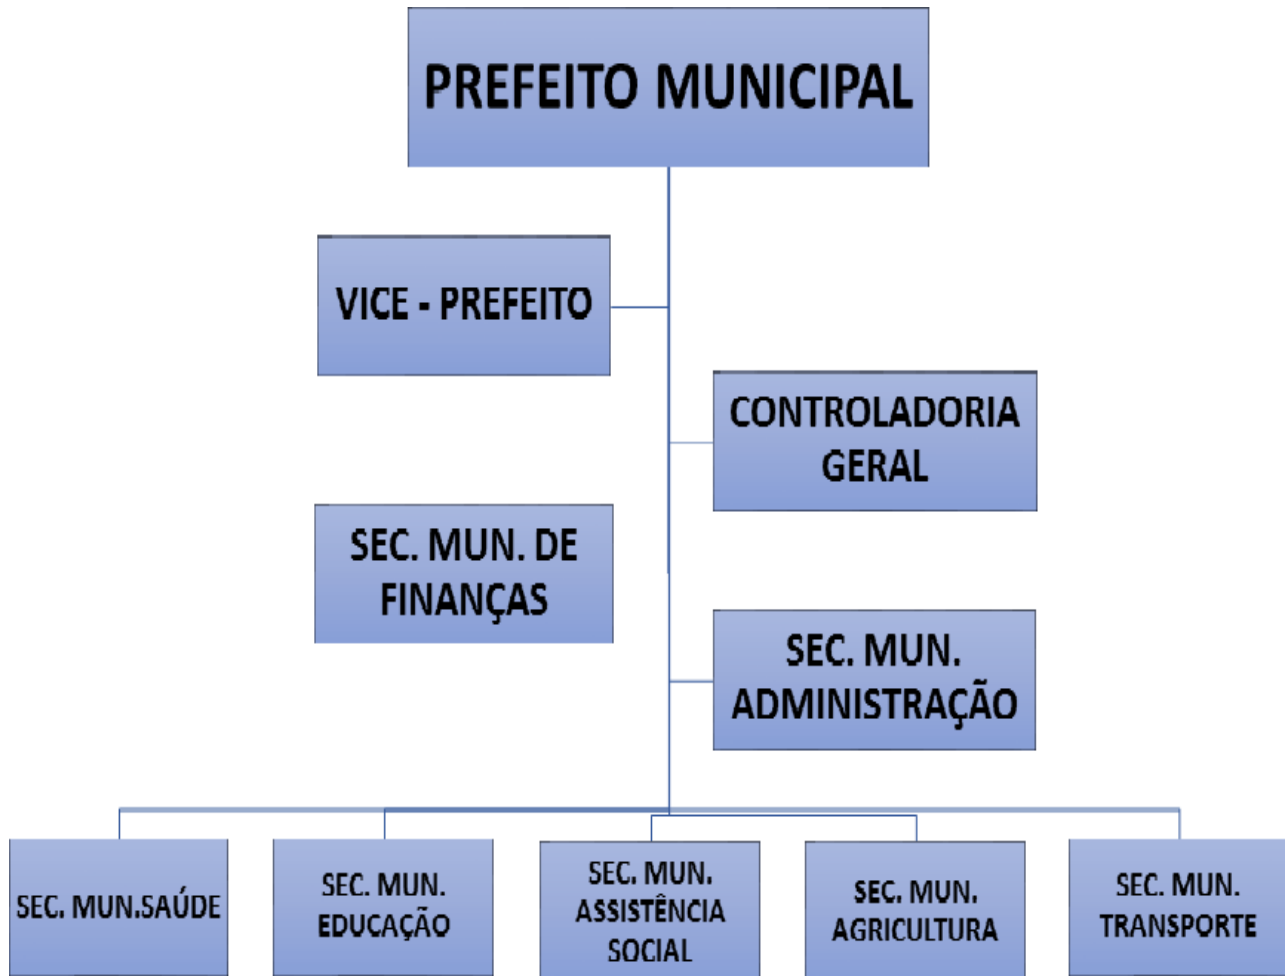 PREFEITO MUNICIPAL
VICE - PREFEITO
CONTROLADORIA
GERAL
SEC. MUN. DE
FINANÇAS
SEC. MUN.
ADMINISTRAÇÃO
SEC. MUN.SAÚDE
SEC. MUN.
EDUCAÇÃO
SEC. MUN.
ASSISTÊNCIA
SOCIAL
SEC. MUN.
AGRICULTURA
SEC. MUN.
TRANSPORTE